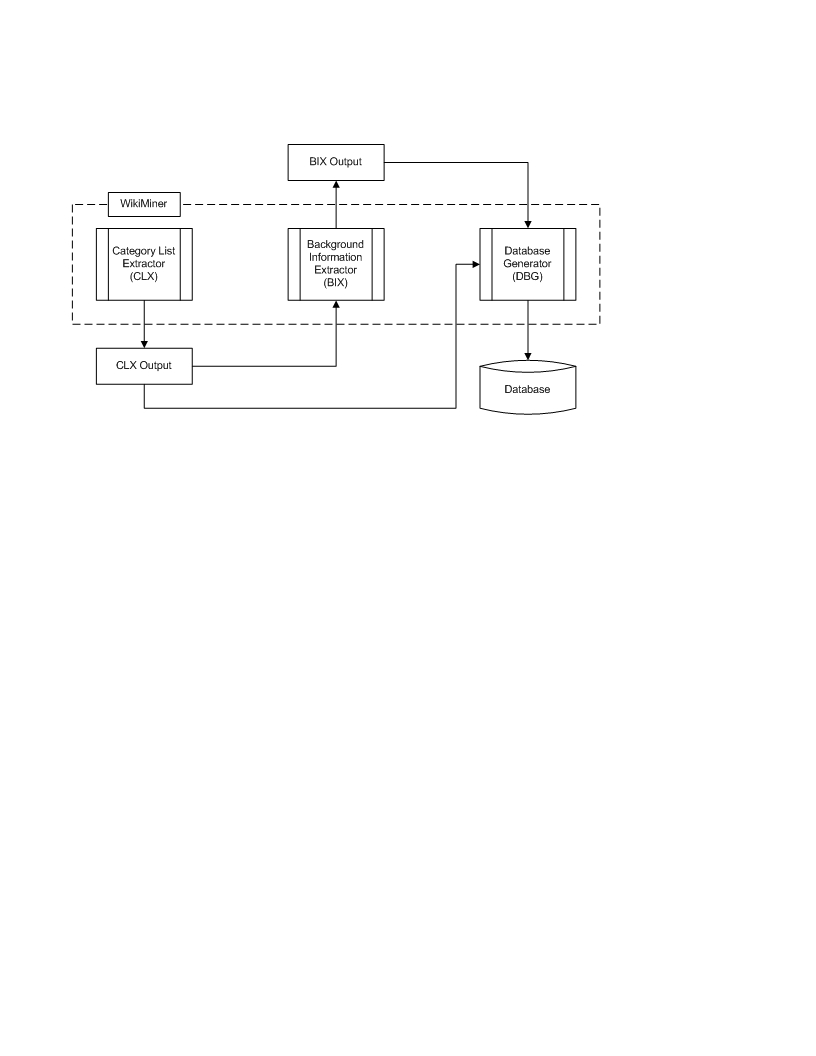 BIX Output
WikiMiner
Category List
Extractor
(CLX)
Background
Information
Extractor
(BIX)
Database
Generator
(DBG)
CLX Output
Database